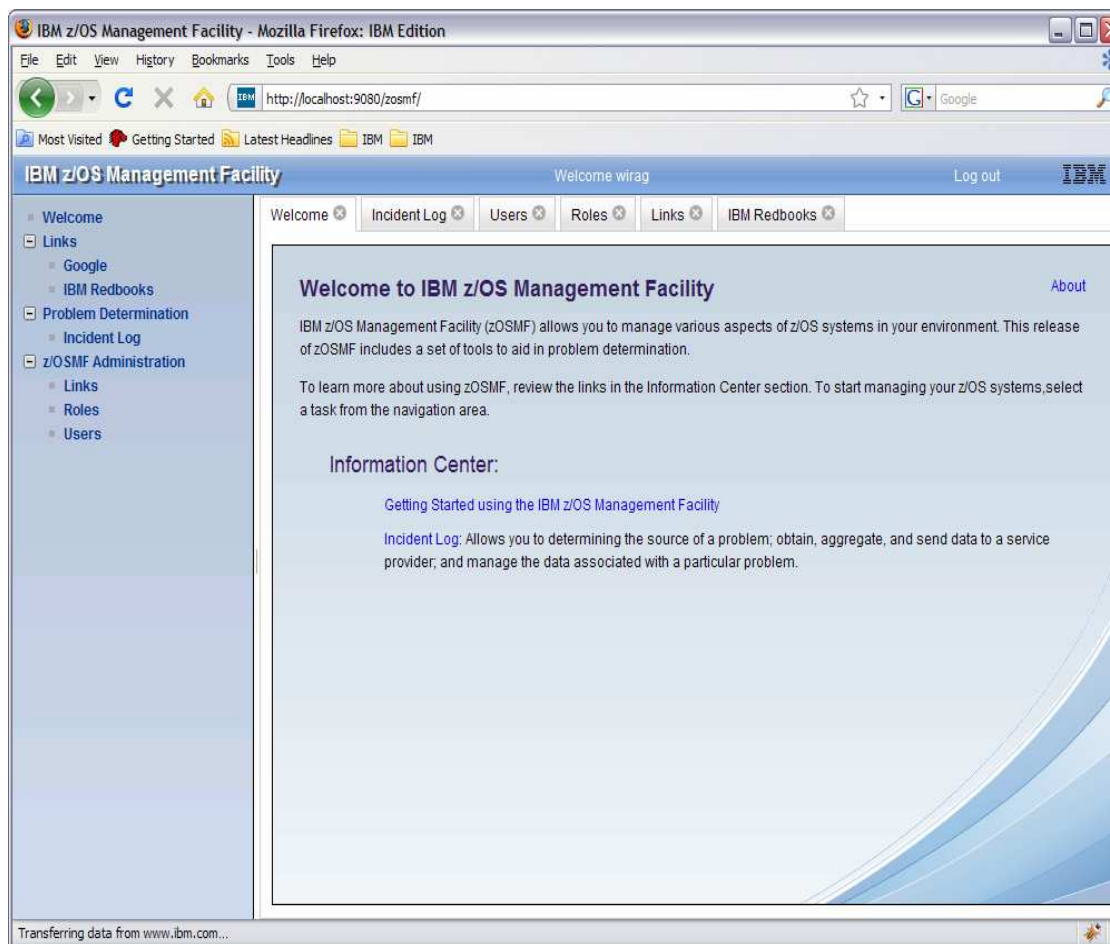 IBM z/OS Management Facility - Mozilla Firefox: IBM Edition
File Edit View History Bookmarks Tools Help
IBM http://localhost:9080/zosmf/ G Google
Most Visited Getting Started Latest Headlines IBM IBM
IBM z/OS Management Facility Welcome wirag Log out IBM
Welcome
Links
Google
IBM Redbooks
Problem Determination
Incident Log
z/OSMF Administration
Links
Roles
Users
Welcome Incident Log Users Roles Links IBM Redbooks
Welcome to IBM z/OS Management Facility
About
IBM z/OS Management Facility (zOSMF) allows you to manage various aspects of z/OS systems in your environment. This release
of zOSMF includes a set of tools to aid in problem determination.
To learn more about using zOSMF, review the links in the Information Center section. To start managing your z/OS systems,select
a task from the navigation area.
Information Center:
Getting Started using the IBM z/OS Management Facility
Incident Log: Allows you to determining the source of a problem; obtain, aggregate, and send data to a service
provider; and manage the data associated with a particular problem.
Transferring data from www.ibm.com...